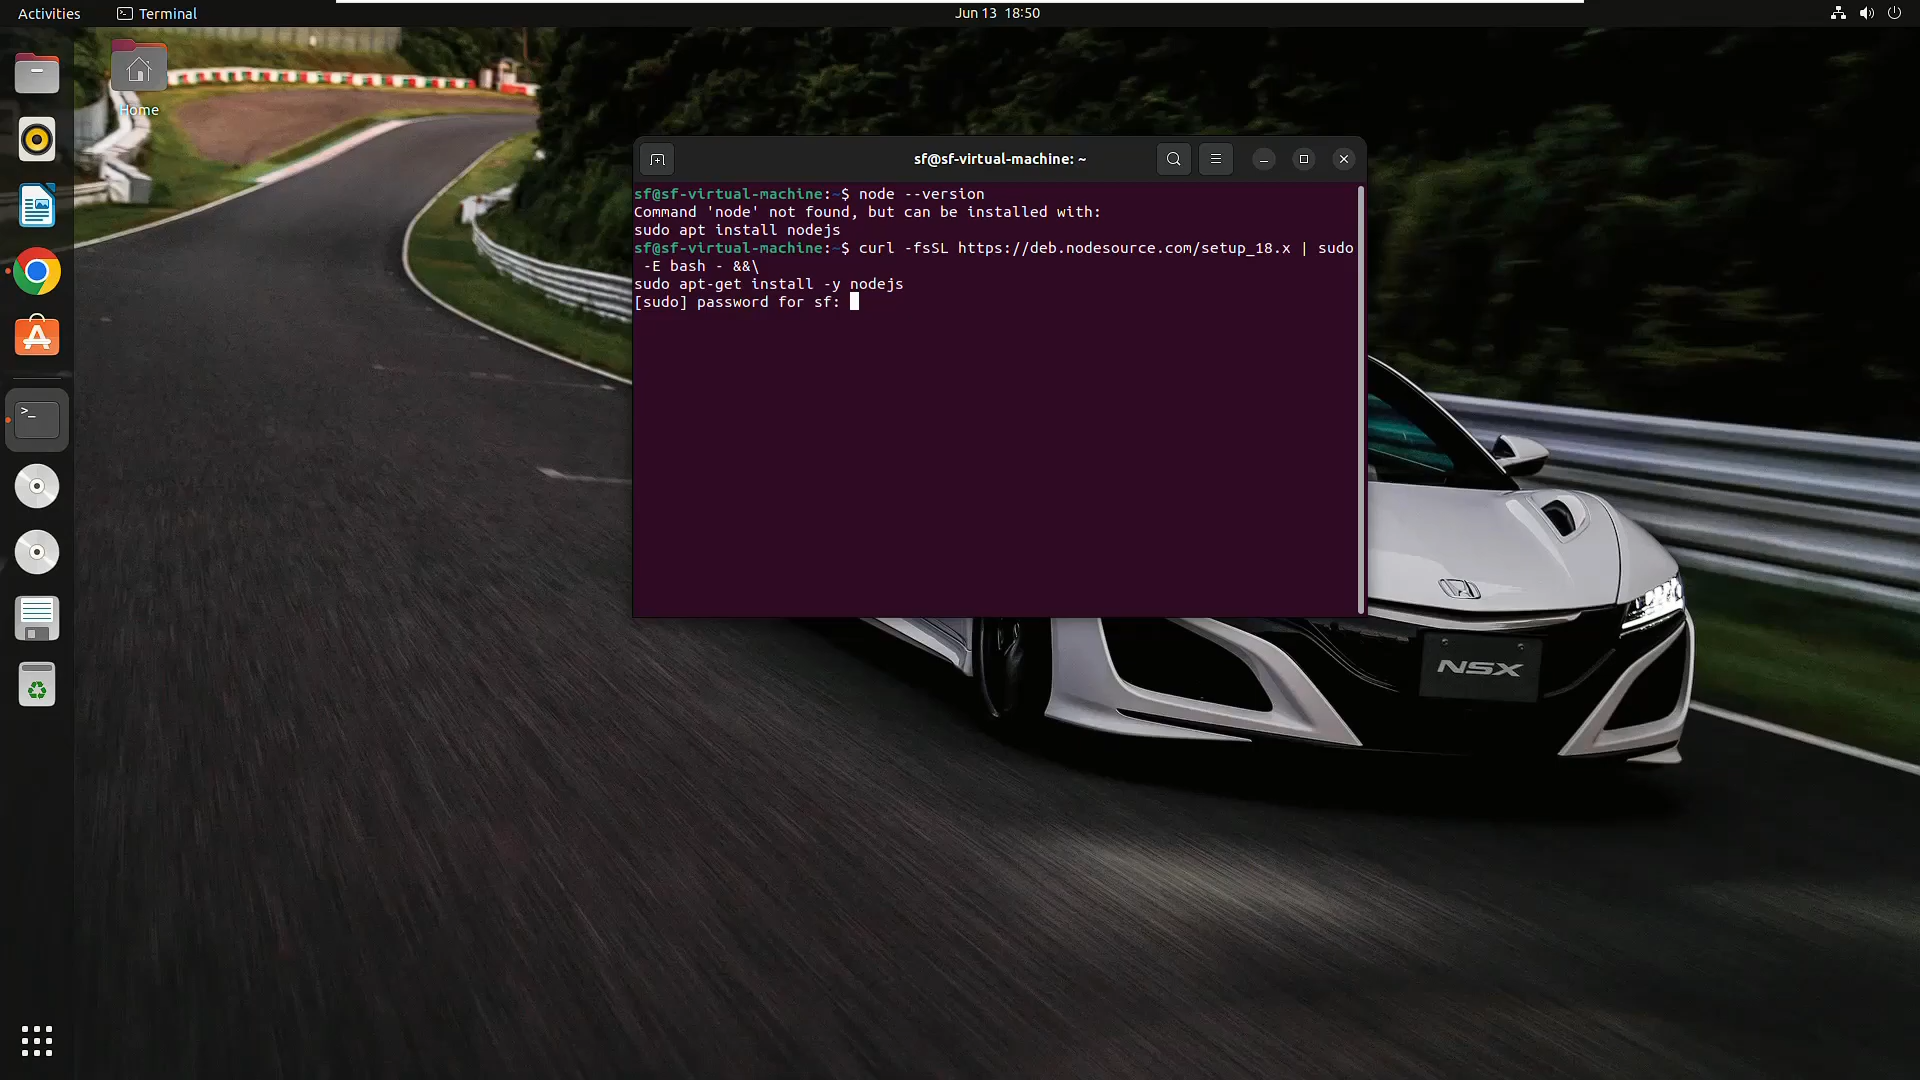 Activities
Terminal
Jun 13 18:50
Home
sf@sf-virtual-machine: ~
sf@sf-virtual-machine:~$ node --version
Command 'node' not found, but can be installed with:
sudo apt install nodejs
sf@sf-virtual-machine:~$ curl -fsSL https://deb.nodesource.com/setup_18.x | sudo
-E bash - &&\
sudo apt-get install -y nodejs
[sudo] password for sf:
NSX